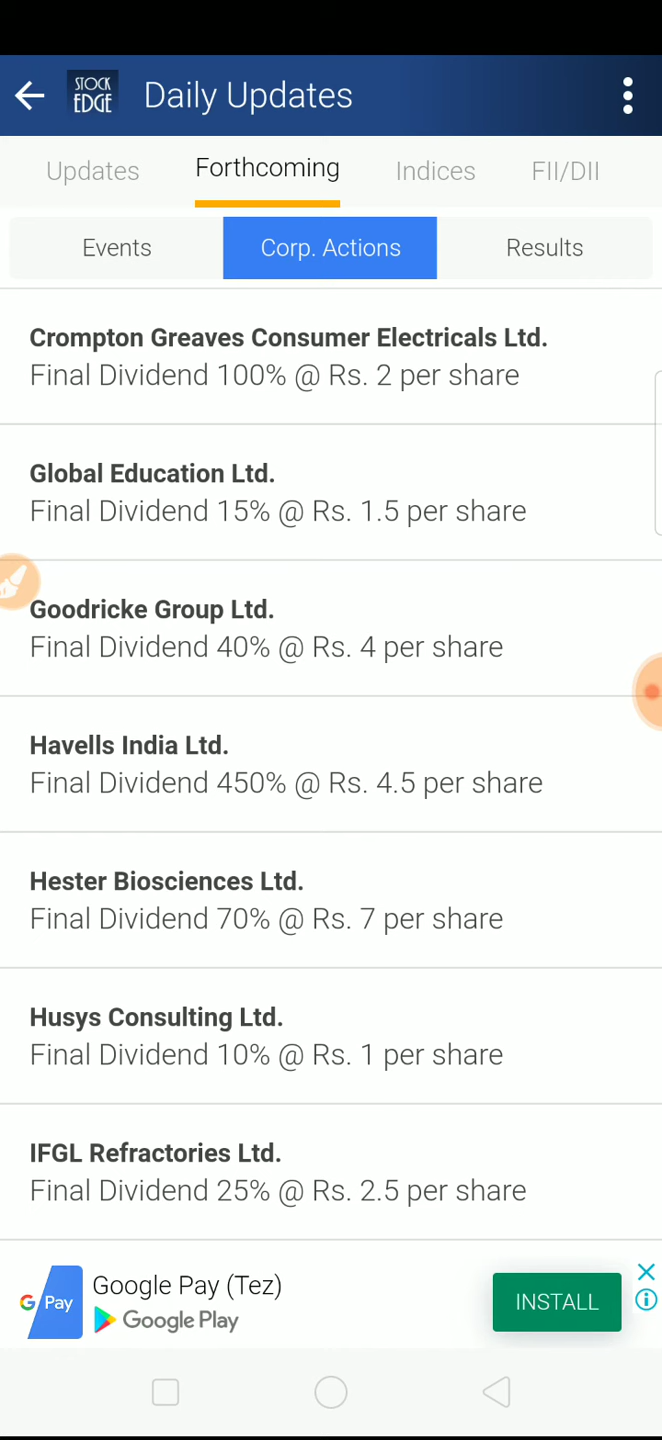 STOCK
EDGE
Daily Updates
Updates
Forthcoming
Indices
FII/DII
Events
Corp. Actions
Results
Crompton Greaves Consumer Electricals Ltd.
Final Dividend 100% @ Rs. 2 per share
Global Education Ltd.
Final Dividend 15% @ Rs. 1.5 per share
Goodricke Group Ltd.
Final Dividend 40% @ Rs. 4 per share
Havells India Ltd.
Final Dividend 450% @ Rs. 4.5 per share
Hester Biosciences Ltd.
Final Dividend 70% @ Rs. 7 per share
Husys Consulting Ltd.
Final Dividend 10% @ Rs. 1 per share
IFGL Refractories Ltd.
Final Dividend 25% @ Rs. 2.5 per share
G Pay
Google Pay (Tez)
Google Play
INSTALL